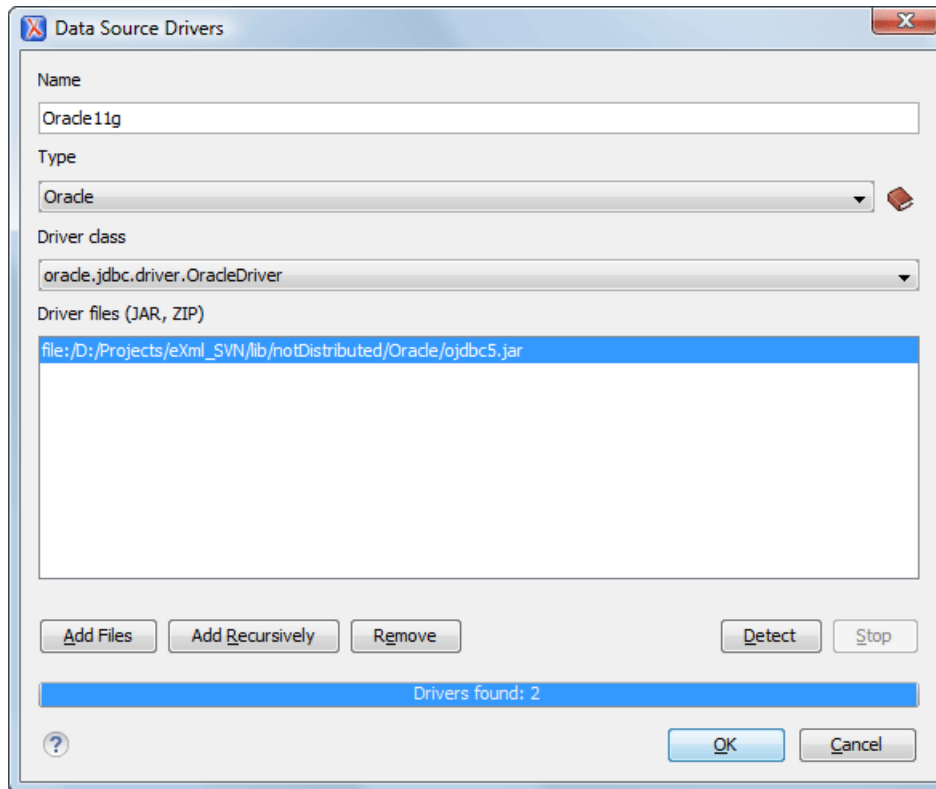 Data Source Drivers
Name
Oracle11g
Type
Oracle
Driver class
oracle.jdbc.driver.OracleDriver
Driver files (JAR, ZIP)
file:/D:/Projects/eXml_SVN/lib/notDistributed/Oracle/ojdbc5.jar
Add Files Add Recursively Remove Detect Stop
Drivers found: 2
? OK Cancel